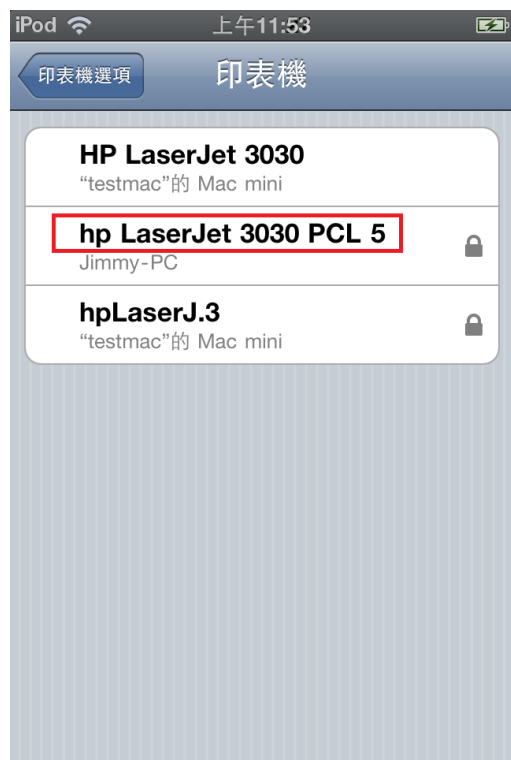 iPod 上午11:53
印表機選項 印表機
HP LaserJet 3030
“testmac”的 Mac mini
hp LaserJet 3030 PCL 5
Jimmy-PC
hpLaserJ.3
“testmac”的 Mac mini